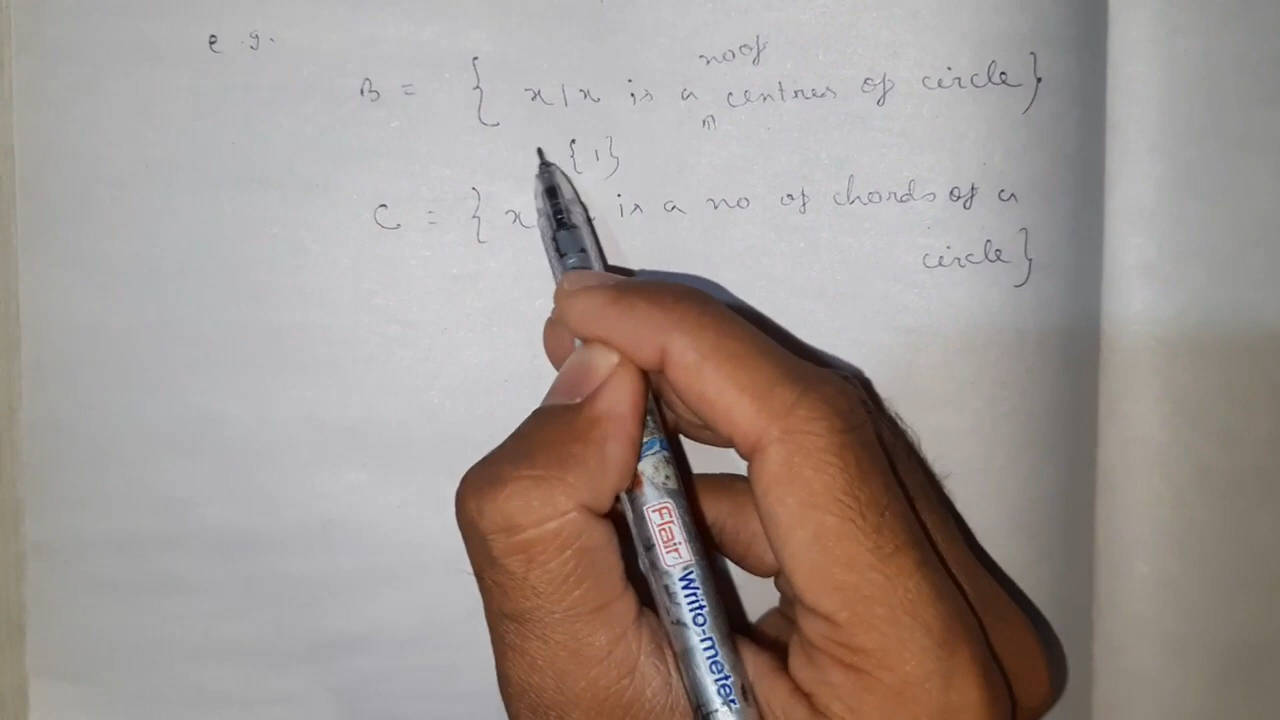 e.g.
no of
B = { x/x is a centres of circle}
{1}
C = { x is a no of chords of a
circle}
Flair Writo-meter